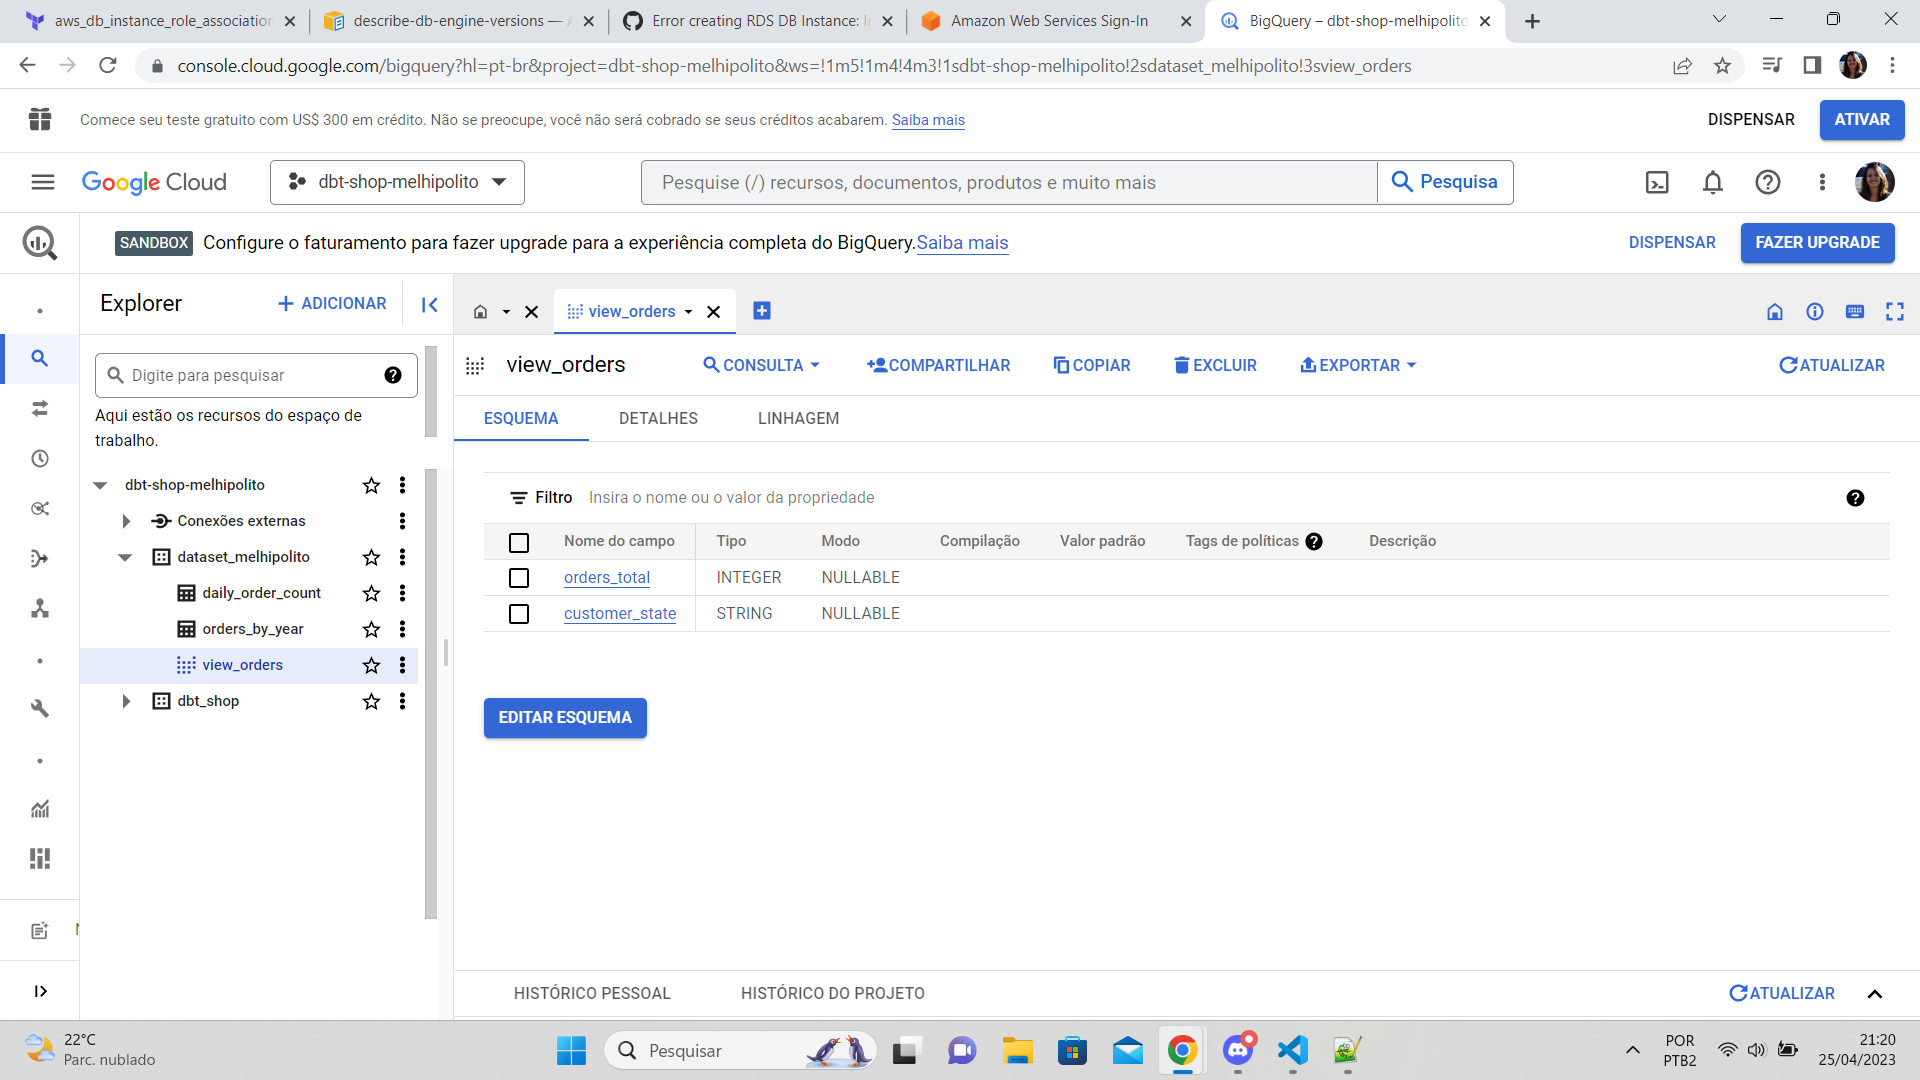 aws_db_instance_role_association
describe-db-engine-versions —
Error creating RDS DB Instance:
Amazon Web Services Sign-In
BigQuery – dbt-shop-melhipolito
console.cloud.google.com/bigquery?hl=pt-br&project=dbt-shop-melhipolito&ws=!1m5!1m4!4m3!1sdbt-shop-melhipolito!2sdataset_melhipolito!3sview_orders
Comece seu teste gratuito com US$ 300 em crédito. Não se preocupe, você não será cobrado se seus créditos acabarem. Saiba mais
DISPENSAR
ATIVAR
Google Cloud
dbt-shop-melhipolito
Pesquise (/) recursos, documentos, produtos e muito mais
Pesquisa
SANDBOX Configure o faturamento para fazer upgrade para a experiência completa do BigQuery.Saiba mais
DISPENSAR
FAZER UPGRADE
Explorer
ADICIONAR
view_orders
Digite para pesquisar
Aqui estão os recursos do espaço de
trabalho.
dbt-shop-melhipolito
Conexões externas
dataset_melhipolito
daily_order_count
orders_by_year
view_orders
dbt_shop
view_orders
CONSULTA
COMPARTILHAR
COPIAR
EXCLUIR
EXPORTAR
ATUALIZAR
ESQUEMA
DETALHES
LINHAGEM
Filtro Insira o nome ou o valor da propriedade
Nome do campo Tipo Modo Compilação Valor padrão Tags de políticas Descrição
orders_total INTEGER NULLABLE
customer_state STRING NULLABLE
EDITAR ESQUEMA
HISTÓRICO PESSOAL
HISTÓRICO DO PROJETO
ATUALIZAR
22°C
Parc. nublado
Pesquisar
POR
PTB2
21:20
25/04/2023